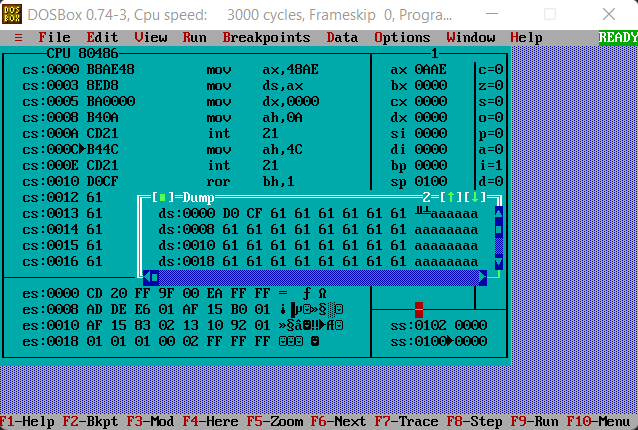 DOSBox 0.74-3, Cpu speed: 3000 cycles, Frameskip 0, Progra...
≡ File Edit View Run Breakpoints Data Options Window Help READY
CPU 80486 1
cs:0000 B8AE48 mov ax,48AE ax 0AAE c=0
cs:0003 8ED8 mov ds,ax bx 0000 z=0
cs:0005 BA0000 mov dx,0000 cx 0000 s=0
cs:0008 B40A mov ah,0A dx 0000 o=0
cs:000A CD21 int 21 si 0000 p=0
cs:000C►B44C mov ah,4C di 0000 a=0
cs:000E CD21 int 21 bp 0000 i=1
cs:0010 D0CF ror bh,1 sp 0100 d=0
cs:0012 61
[■]=Dump 2=[↑][↓]
cs:0013 61 ds:0000 D0 CF 61 61 61 61 61 61 ╨╧aaaaaa
cs:0014 61 ds:0008 61 61 61 61 61 61 61 61 aaaaaaaa
cs:0015 61 ds:0010 61 61 61 61 61 61 61 61 aaaaaaaa
cs:0016 61 ds:0018 61 61 61 61 61 61 61 61 aaaaaaaa
es:0000 CD 20 FF 9F 00 EA FF FF = ƒ Ω
es:0008 AD DE E6 01 AF 15 B0 01 ¡▐µ☺»§░☺
es:0010 AF 15 83 02 13 10 92 01 »§â☻‼►Æ☺ ss:0102 0000
es:0018 01 01 01 00 02 FF FF FF ☺☺☺ ☻ ss:0100►0000
F1-Help F2-Bkpt F3-Mod F4-Here F5-Zoom F6-Next F7-Trace F8-Step F9-Run F10-Menu